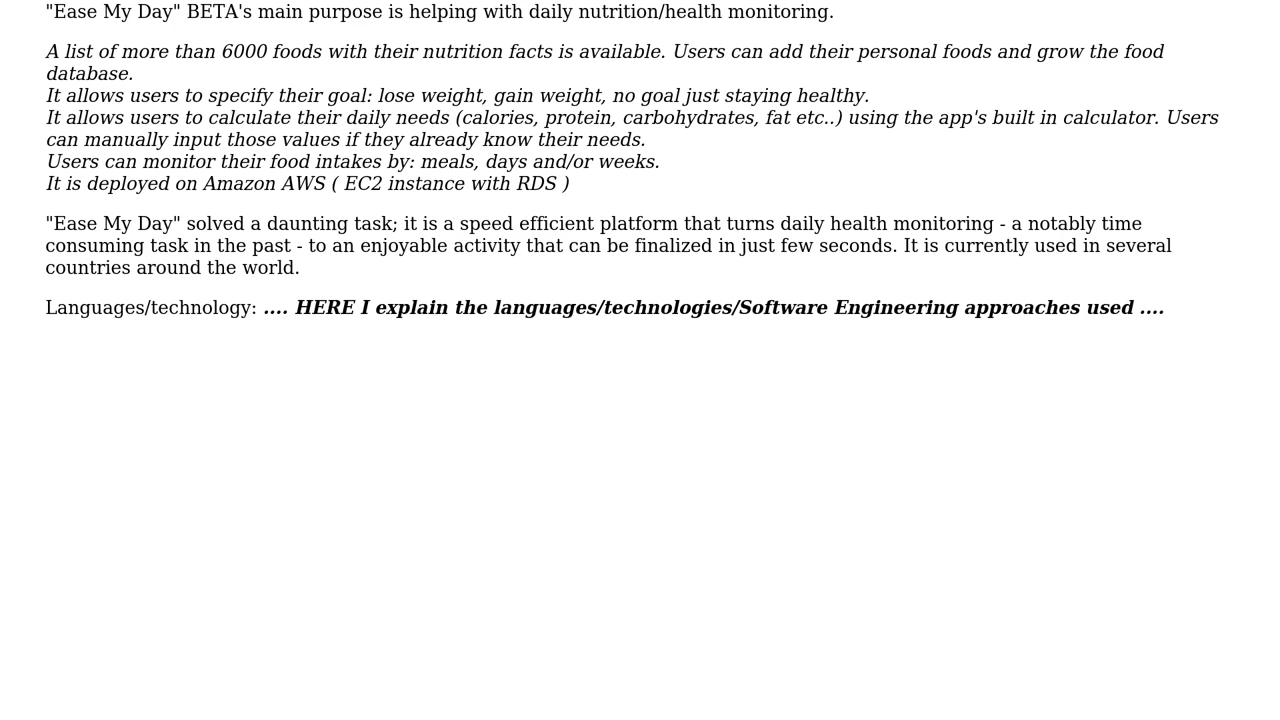 "Ease My Day" BETA's main purpose is helping with daily nutrition/health monitoring.
A list of more than 6000 foods with their nutrition facts is available. Users can add their personal foods and grow the food
database.
It allows users to specify their goal: lose weight, gain weight, no goal just staying healthy.
It allows users to calculate their daily needs (calories, protein, carbohydrates, fat etc..) using the app's built in calculator. Users
can manually input those values if they already know their needs.
Users can monitor their food intakes by: meals, days and/or weeks.
It is deployed on Amazon AWS ( EC2 instance with RDS )
"Ease My Day" solved a daunting task; it is a speed efficient platform that turns daily health monitoring - a notably time
consuming task in the past - to an enjoyable activity that can be finalized in just few seconds. It is currently used in several
countries around the world.
Languages/technology: .... HERE I explain the languages/technologies/Software Engineering approaches used ....